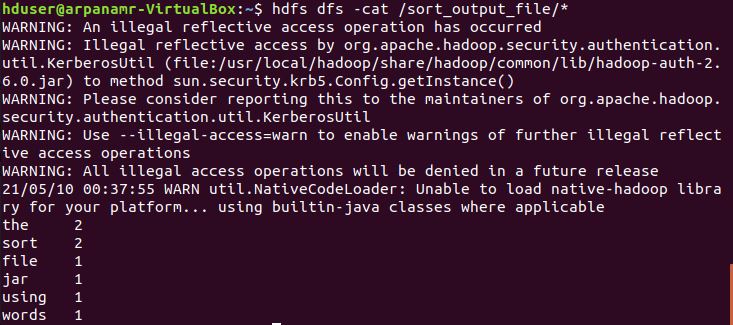 hduser@arpanamr-VirtualBox:~$ hdfs dfs -cat /sort_output_file/*
WARNING: An illegal reflective access operation has occurred
WARNING: Illegal reflective access by org.apache.hadoop.security.authentication.
util.KerberosUtil (file:/usr/local/hadoop/share/hadoop/common/lib/hadoop-auth-2.
6.0.jar) to method sun.security.krb5.Config.getInstance()
WARNING: Please consider reporting this to the maintainers of org.apache.hadoop.
security.authentication.util.KerberosUtil
WARNING: Use --illegal-access=warn to enable warnings of further illegal reflect
ive access operations
WARNING: All illegal access operations will be denied in a future release
21/05/10 00:37:55 WARN util.NativeCodeLoader: Unable to load native-hadoop libra
ry for your platform... using builtin-java classes where applicable
the     2
sort    2
file    1
jar     1
using   1
words   1